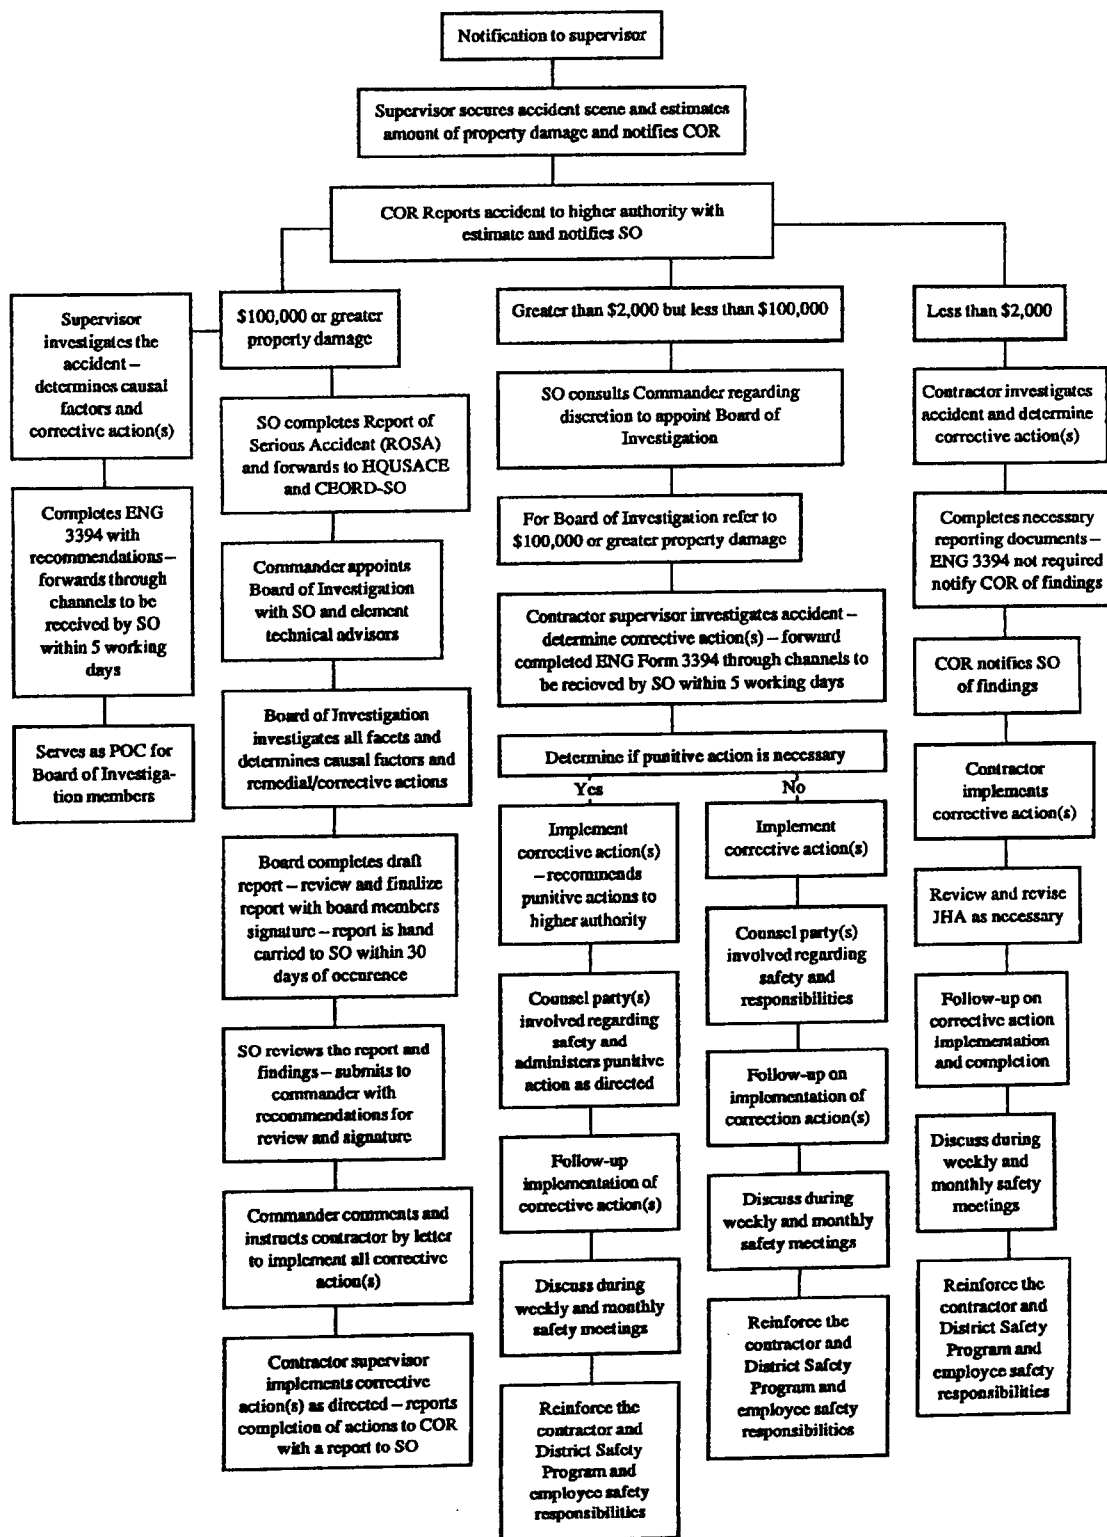 Notification to supervisor
Supervisor secures accident scene and estimates
amount of property damage and notifies COR
COR Reports accident to higher authority with
estimate and notifies SO
Supervisor
investigates the
accident –
determines causal
factors and
corrective action(s)
Completes ENG
3394 with
recommendations –
forwards through
channels to be
received by SO
within 5 working
days
Serves as POC for
Board of Investiga-
tion members
$100,000 or greater
property damage
SO completes Report of
Serious Accident (ROSA)
and forwards to HQUSACE
and CEORD-SO
Commander appoints
Board of Investigation
with SO and element
technical advisors
Board of Investigation
investigates all facets and
determines causal factors and
remedial/corrective actions
Board completes draft
report – review and finalize
report with board members
signature – report is hand
carried to SO within 30
days of occurence
SO reviews the report and
findings – submits to
commander with
recommendations for
review and signature
Commander comments and
instructs contractor by letter
to implement all corrective
action(s)
Contractor supervisor
implements corrective
action(s) as directed – reports
completion of actions to COR
with a report to SO
Greater than $2,000 but less than $100,000
SO consults Commander regarding
discretion to appoint Board of
Investigation
For Board of Investigation refer to
$100,000 or greater property damage
Contractor supervisor investigates accident –
determine corrective action(s) – forward
completed ENG Form 3394 through channels to
be recieved by SO within 5 working days
Determine if punitive action is necessary
Yes
Implement
corrective action(s)
– recommends
punitive actions to
higher authority
Counsel party(s)
involved regarding
safety and
administers punitive
action as directed
Follow-up
implementation of
corrective action(s)
Discuss during
weekly and monthly
safety meetings
Reinforce the
contractor and
District Safety
Program and
employee safety
responsibilities
No
Implement
corrective action(s)
Counsel party(s)
involved regarding
safety and
responsibilities
Follow-up on
implementation of
correction action(s)
Discuss during
weekly and monthly
safety meetings
Reinforce the
contractor and
District Safety
Program and
employee safety
responsibilities
Less than $2,000
Contractor investigates
accident and determine
corrective action(s)
Completes necessary
reporting documents –
ENG 3394 not required
notify COR of findings
COR notifies SO
of findings
Contractor
implements
corrective action(s)
Review and revise
JHA as necessary
Follow-up on
corrective action
implementation
and completion
Discuss during
weekly and
monthly safety
meetings
Reinforce the
contractor and
District Safety
Program and
employee safety
responsibilities